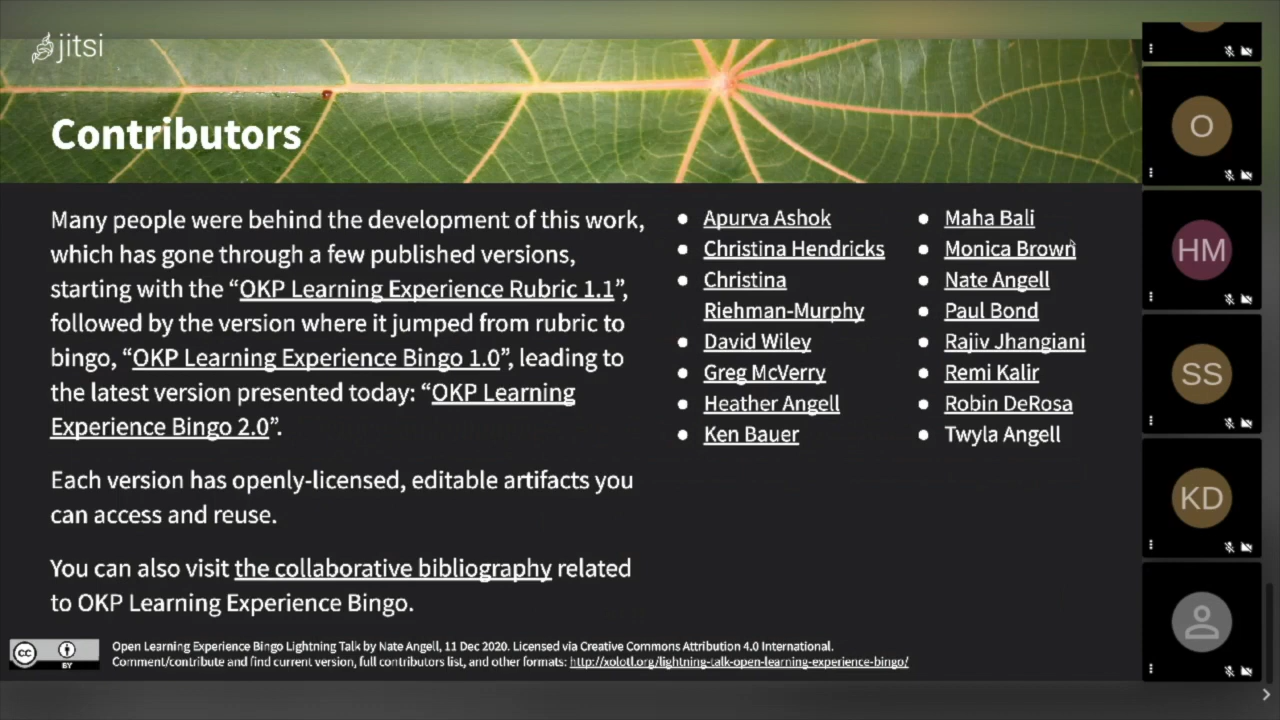 jitsi
Contributors
Many people were behind the development of this work,
which has gone through a few published versions,
starting with the “OKP Learning Experience Rubric 1.1”,
followed by the version where it jumped from rubric to
bingo, “OKP Learning Experience Bingo 1.0”, leading to
the latest version presented today: “OKP Learning
Experience Bingo 2.0”.
Each version has openly-licensed, editable artifacts you
can access and reuse.
You can also visit the collaborative bibliography related
to OKP Learning Experience Bingo.
Apurva Ashok
Christina Hendricks
Christina
Riehman-Murphy
David Wiley
Greg McVerry
Heather Angell
Ken Bauer
Maha Bali
Monica Brown
Nate Angell
Paul Bond
Rajiv Jhangiani
Remi Kalir
Robin DeRosa
Twyla Angell
CC BY
Open Learning Experience Bingo Lightning Talk by Nate Angell, 11 Dec 2020. Licensed via Creative Commons Attribution 4.0 International.
Comment/contribute and find current version, full contributors list, and other formats: http://xolotl.org/lightning-talk-open-learning-experience-bingo/
O
HM
SS
KD